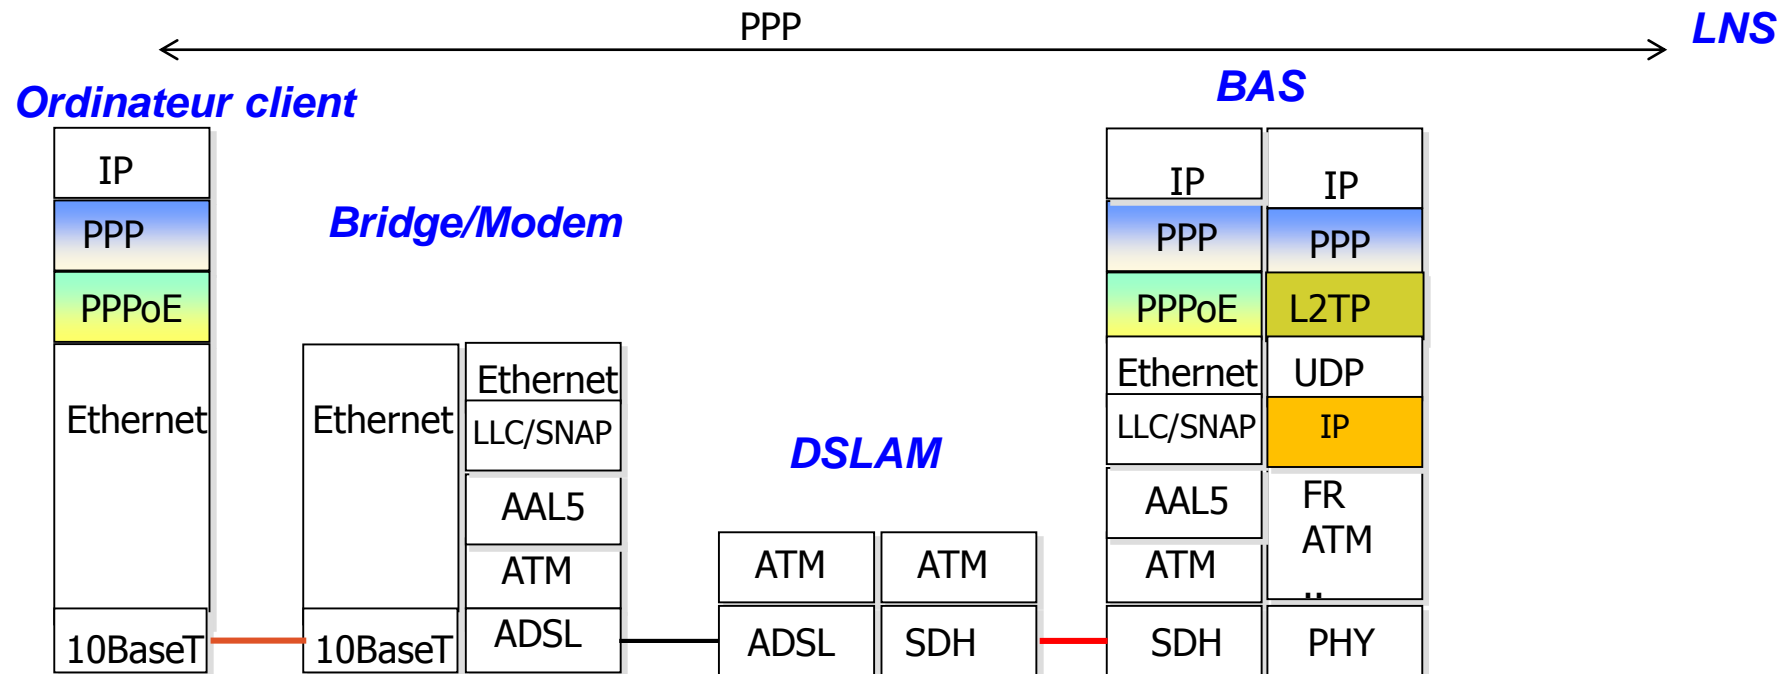 PPP
LNS
BAS
Ordinateur client
IP
PPP
PPPoE
Ethernet
10BaseT
Bridge/Modem
Ethernet
10BaseT
Ethernet
LLC/SNAP
AAL5
ATM
ADSL
DSLAM
ATM
ADSL
ATM
SDH
IP
PPP
PPPoE
Ethernet
LLC/SNAP
AAL5
ATM
SDH
IP
PPP
L2TP
UDP
IP
FR
ATM
..
PHY